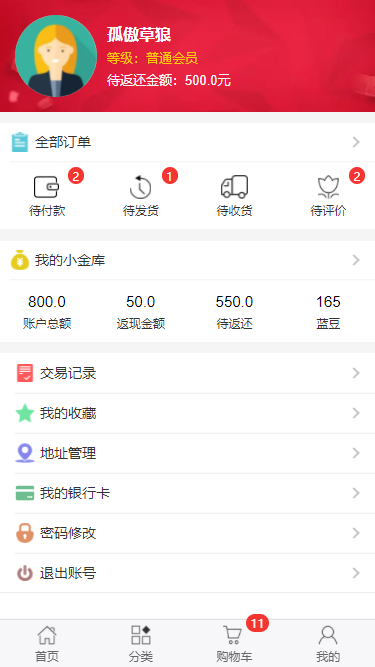 孤傲草狼
等级：普通会员
待返还金额：500.0元
全部订单
2 1 2
待付款 待发货 待收货 待评价
我的小金库
800.0 50.0 550.0 165
账户总额 返现金额 待返还 蓝豆
交易记录
我的收藏
地址管理
我的银行卡
密码修改
退出账号
11
首页 分类 购物车 我的